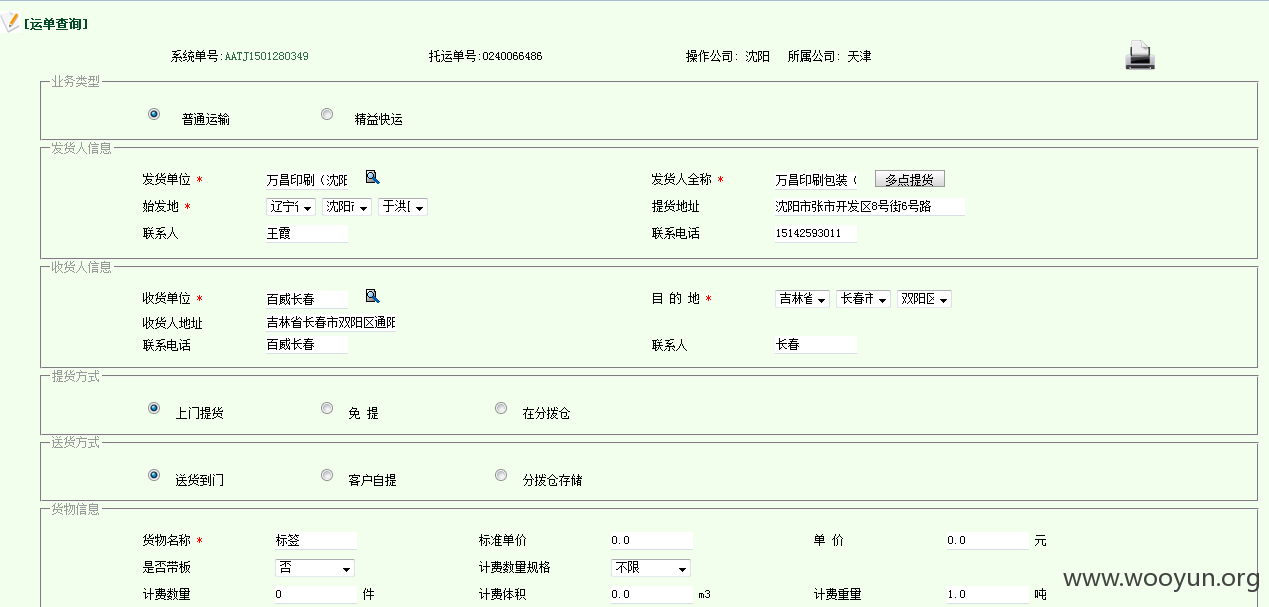 [运单查询]
系统单号:AATJ1501280349 托运单号:0240066486 操作公司: 沈阳 所属公司: 天津
业务类型
普通运输 精益快运
发货人信息
发货单位 * 万昌印刷（沈阳 发货人全称 * 万昌印刷包装（ 多点提货
始发地 * 辽宁省 沈阳市 于洪区 提货地址 沈阳市张市开发区8号街6号路
联系人 王霞 联系电话 15142593011
收货人信息
收货单位 * 百威长春 目 的 地 * 吉林省 长春市 双阳区
收货人地址 吉林省长春市双阳区通阳
联系电话 百威长春 联系人 长春
提货方式
上门提货 免 提 在分拨仓
送货方式
送货到门 客户自提 分拨仓存储
货物信息
货物名称 * 标签 标准单价 0.0 单 价 0.0 元
是否带板 否 计费数量规格 不限
计费数量 0 件 计费体积 0.0 m3 计费重量 1.0 吨
www.wooyun.org